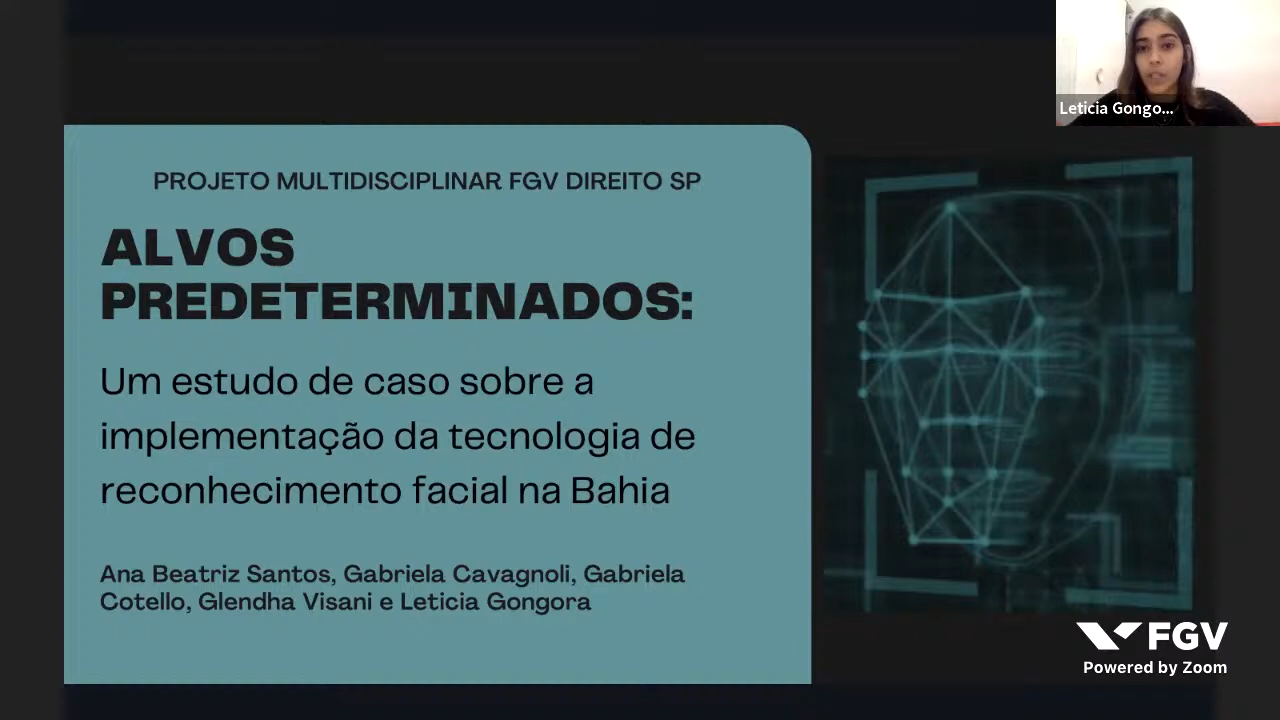 Leticia Gongo...
PROJETO MULTIDISCIPLINAR FGV DIREITO SP
ALVOS
PREDETERMINADOS:
Um estudo de caso sobre a
implementação da tecnologia de
reconhecimento facial na Bahia
Ana Beatriz Santos, Gabriela Cavagnoli, Gabriela
Cotello, Glendha Visani e Leticia Gongora
FGV
Powered by Zoom